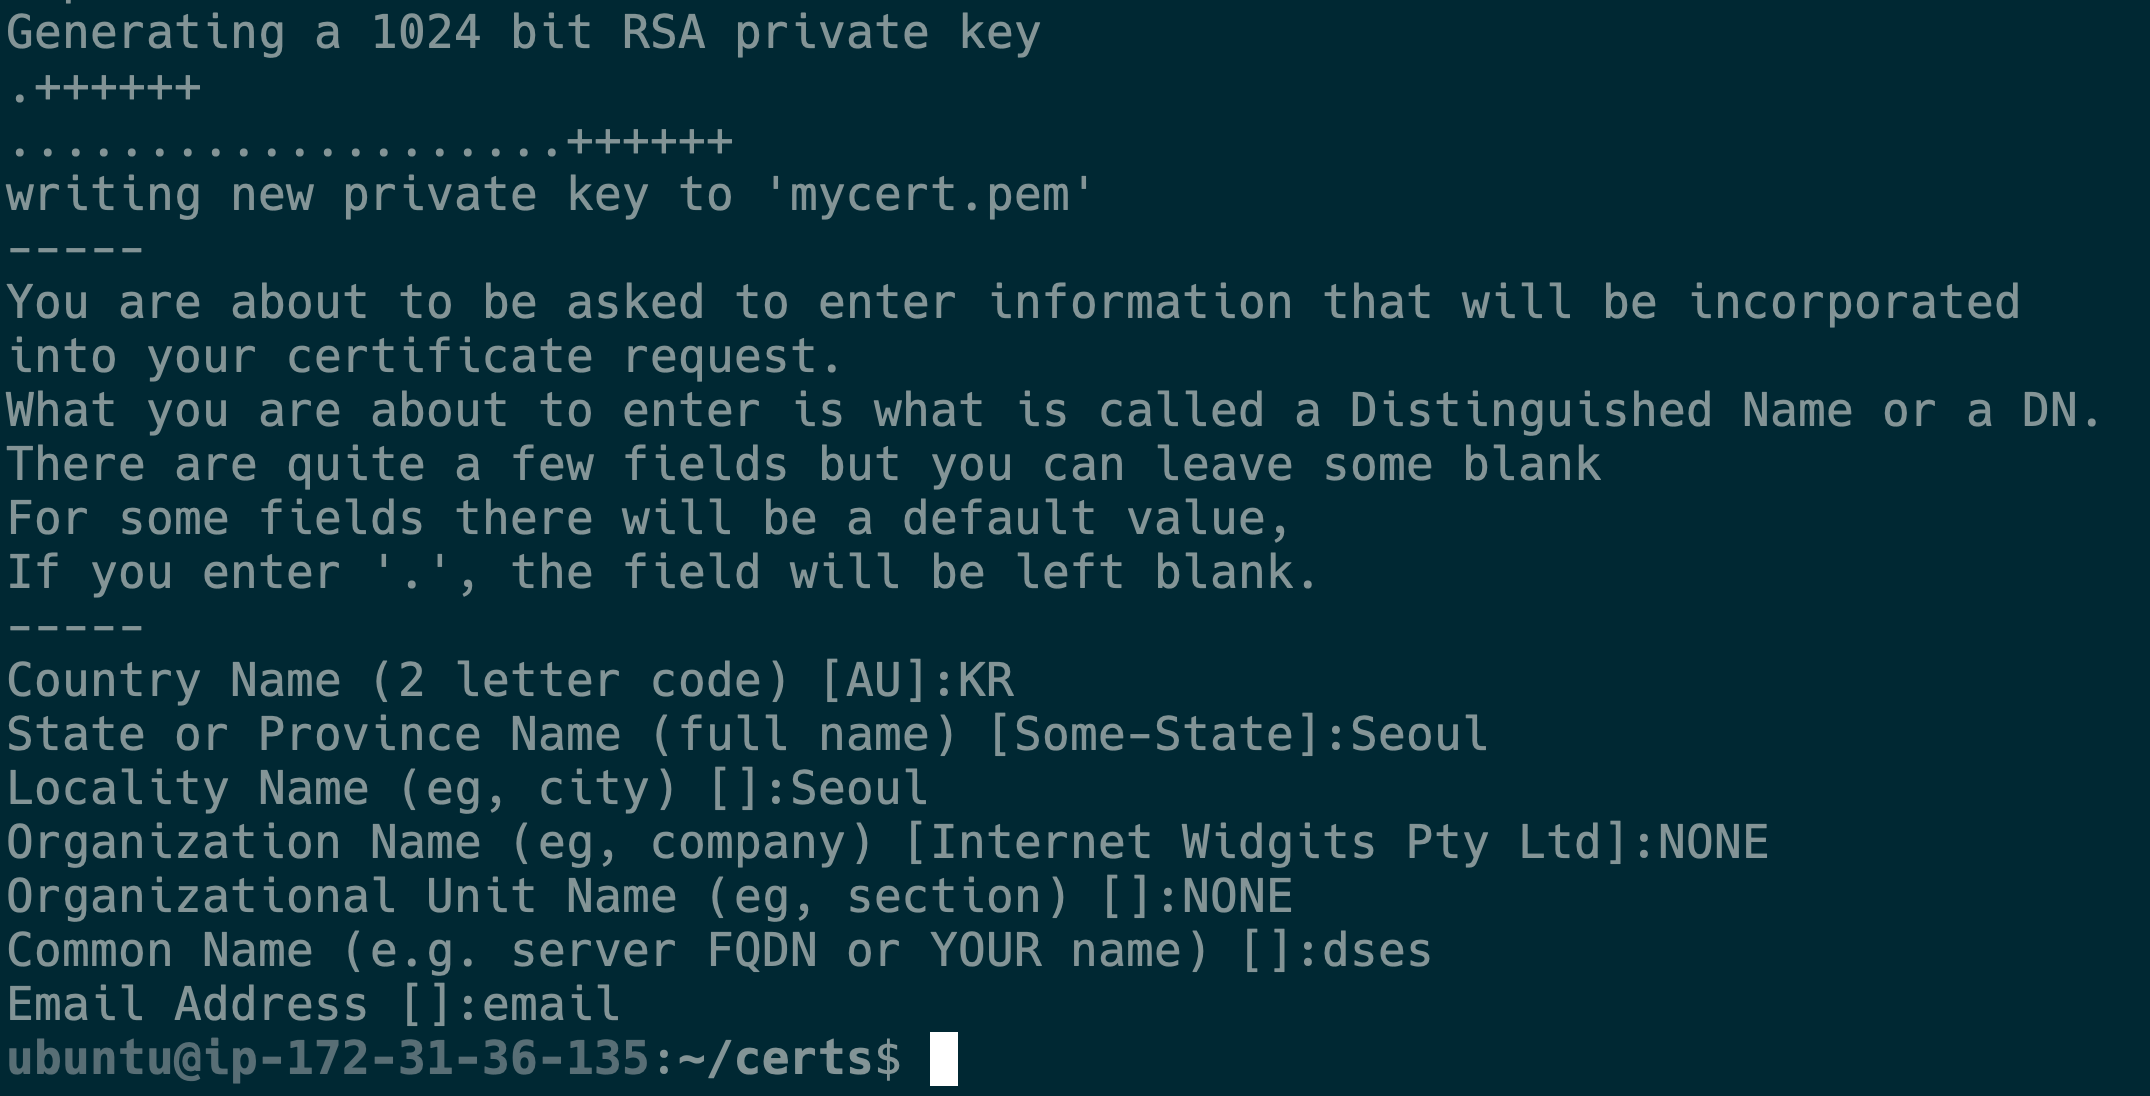 Generating a 1024 bit RSA private key
.++++++
....................++++++
writing new private key to 'mycert.pem'
-----
You are about to be asked to enter information that will be incorporated
into your certificate request.
What you are about to enter is what is called a Distinguished Name or a DN.
There are quite a few fields but you can leave some blank
For some fields there will be a default value,
If you enter '.', the field will be left blank.
-----
Country Name (2 letter code) [AU]:KR
State or Province Name (full name) [Some-State]:Seoul
Locality Name (eg, city) []:Seoul
Organization Name (eg, company) [Internet Widgits Pty Ltd]:NONE
Organizational Unit Name (eg, section) []:NONE
Common Name (e.g. server FQDN or YOUR name) []:dses
Email Address []:email
ubuntu@ip-172-31-36-135:~/certs$